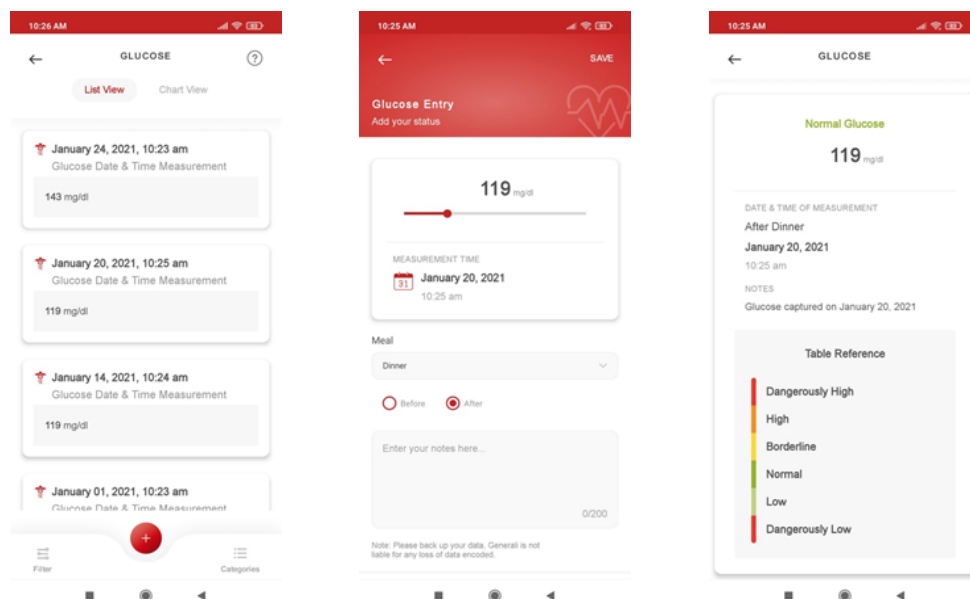 10:26 AM
GLUCOSE
List View
Chart View
January 24, 2021, 10:23 am
Glucose Date & Time Measurement
143 mg/dl
January 20, 2021, 10:25 am
Glucose Date & Time Measurement
119 mg/dl
January 14, 2021, 10:24 am
Glucose Date & Time Measurement
119 mg/dl
January 01, 2021, 10:23 am
Glucose Date & Time Measurement
+
Filter
Categories
10:25 AM
SAVE
Glucose Entry
Add your status
119 mg/dl
MEASUREMENT TIME
31
January 20, 2021
10:25 am
Meal
Dinner
Before
After
Enter your notes here...
0/200
Note: Please back up your data, Generali is not
liable for any loss of data encoded.
10:25 AM
GLUCOSE
Normal Glucose
119 mg/dl
DATE & TIME OF MEASUREMENT
After Dinner
January 20, 2021
10:25 am
NOTES
Glucose captured on January 20, 2021
Table Reference
Dangerously High
High
Borderline
Normal
Low
Dangerously Low